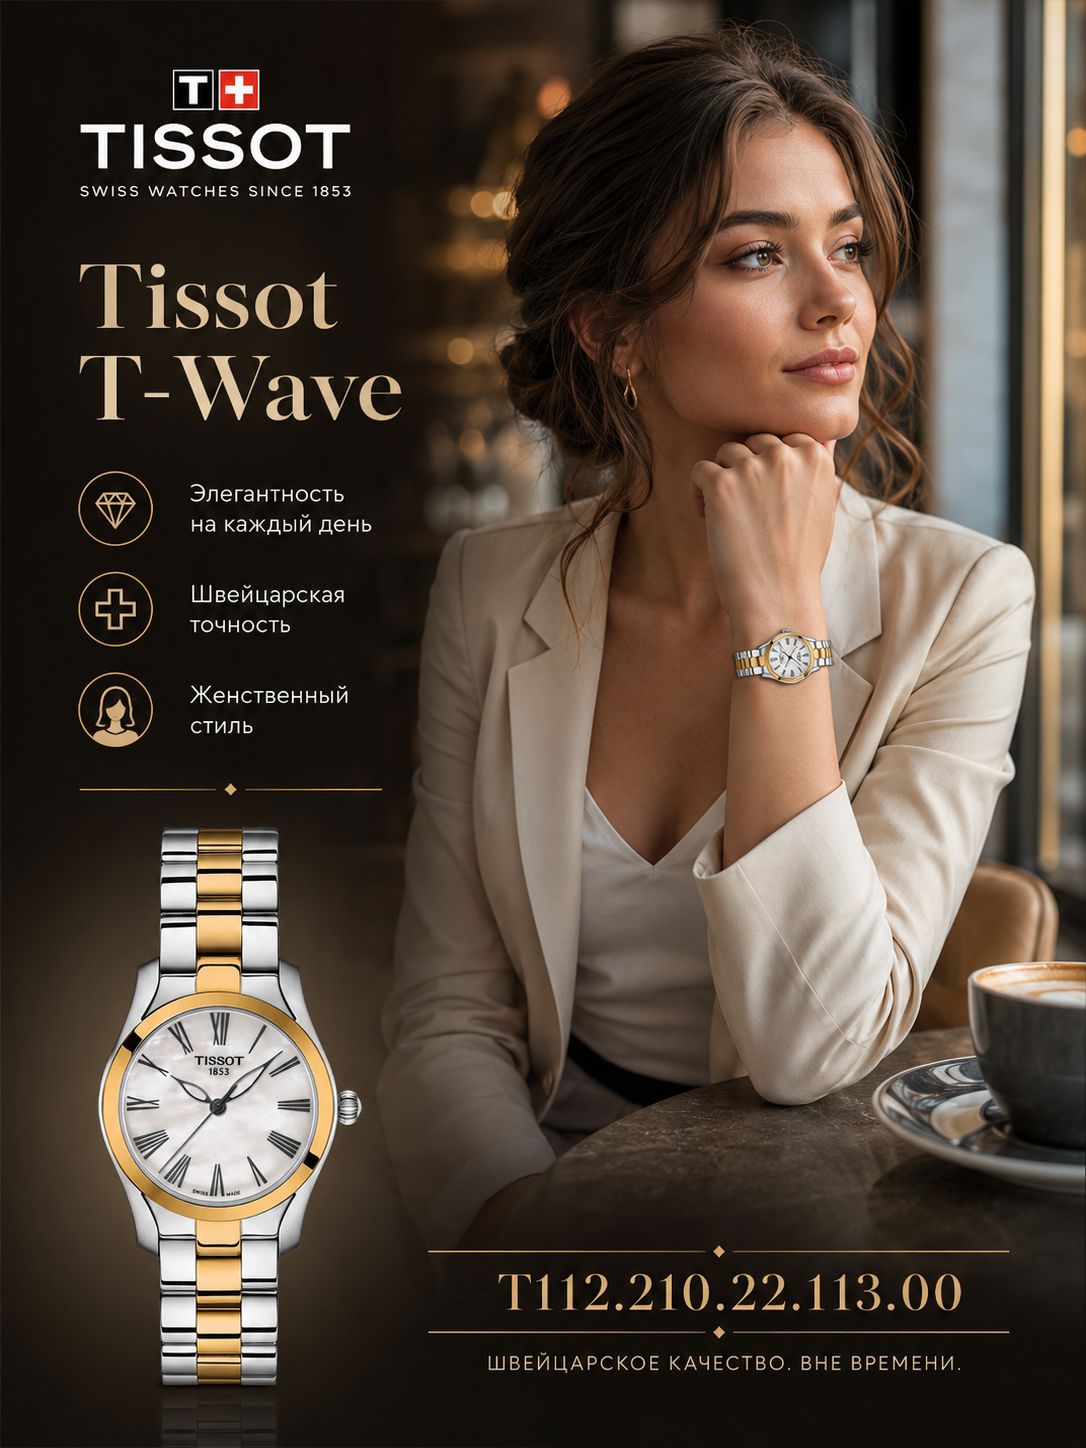 T+
TISSOT
SWISS WATCHES SINCE 1853
Tissot
T-Wave
Элегантность
на каждый день
Швейцарская
точность
Женственный
стиль
TISSOT
1853
SWISS MADE
T112.210.22.113.00
ШВЕЙЦАРСКОЕ КАЧЕСТВО. ВНЕ ВРЕМЕНИ.